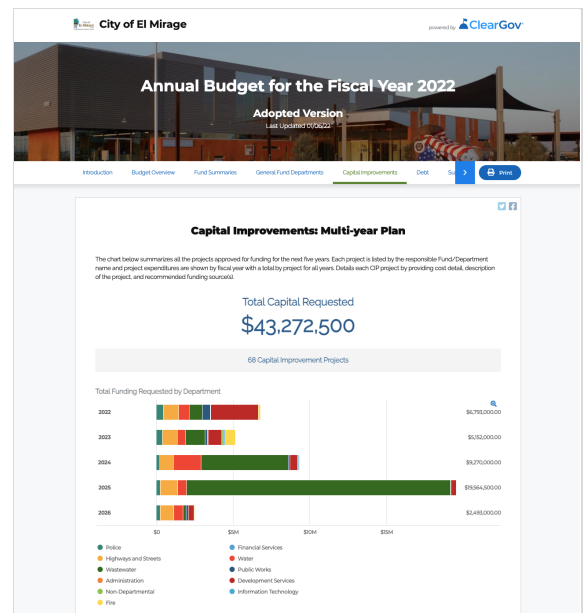 City of El Mirage
powered by ClearGov
Annual Budget for the Fiscal Year 2022
Adopted Version
Last Updated 01/06/22
Introduction
Budget Overview
Fund Summaries
General Fund Departments
Capital Improvements
Debt
Su
Print
Capital Improvements: Multi-year Plan
The chart below summarizes all the projects approved for funding for the next five years. Each project is listed by the responsible Fund/Department
name and project expenditures are shown by fiscal year with a total by project for all years. Details each CIP project by providing cost detail, description
of the project, and recommended funding source(s).
Total Capital Requested
$43,272,500
68 Capital Improvement Projects
Total Funding Requested by Department
2022
$6,793,000.00
2023
$5,152,000.00
2024
$9,270,000.00
2025
$19,564,500.00
2026
$2,493,000.00
$0
$5M
$10M
$15M
Police
Financial Services
Highways and Streets
Water
Wastewater
Public Works
Administration
Development Services
Non-Departmental
Information Technology
Fire